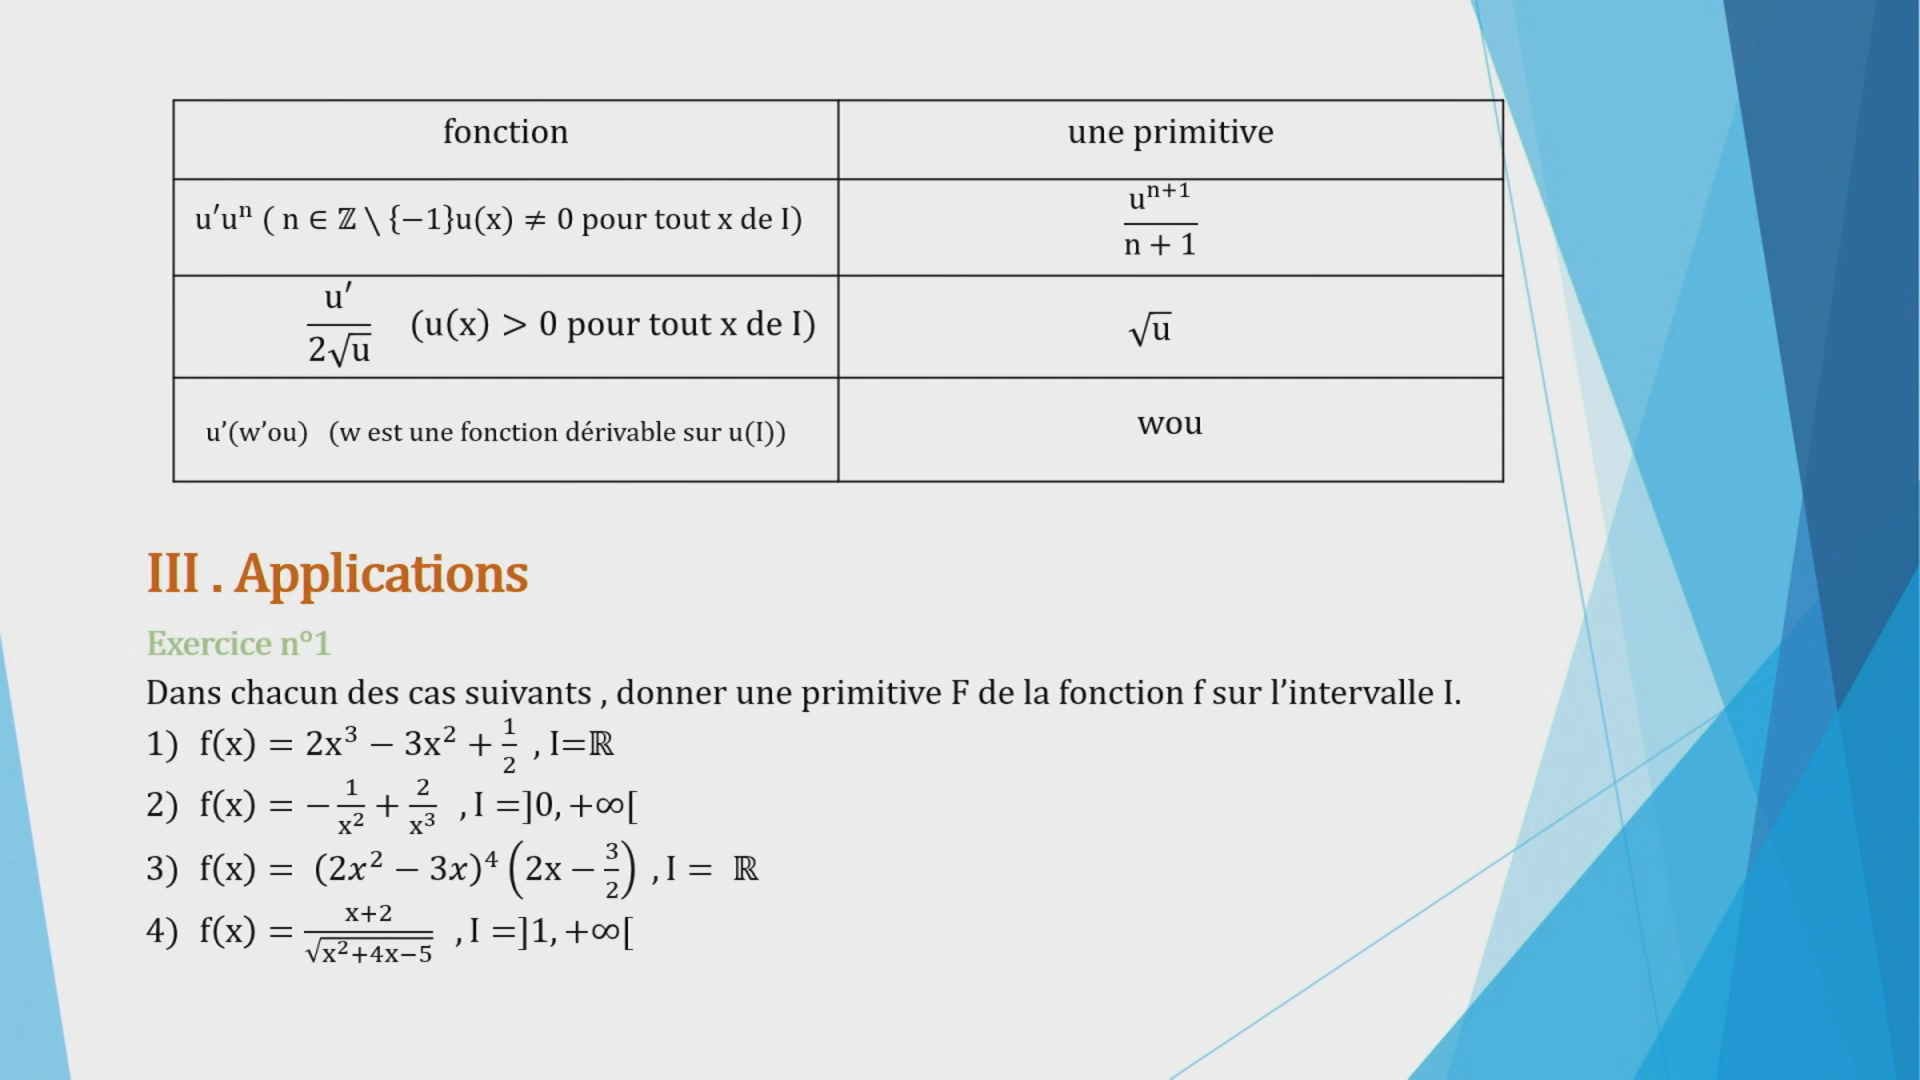 fonction
une primitive
u′uⁿ ( n ∈ ℤ \ {−1}u(x) ≠ 0 pour tout x de I)
uⁿ⁺¹/(n + 1)
u′/(2√u) (u(x) > 0 pour tout x de I)
√u
u’(w’ou) (w est une fonction dérivable sur u(I))
wou
III . Applications
Exercice n°1
Dans chacun des cas suivants , donner une primitive F de la fonction f sur l’intervalle I.
1) f(x) = 2x³ − 3x² + 1/2 , I=ℝ
2) f(x) = − 1/x² + 2/x³ , I =]0, +∞[
3) f(x) = (2x² − 3x)⁴ (2x − 3/2) , I = ℝ
4) f(x) = (x+2)/√(x²+4x−5) , I =]1, +∞[